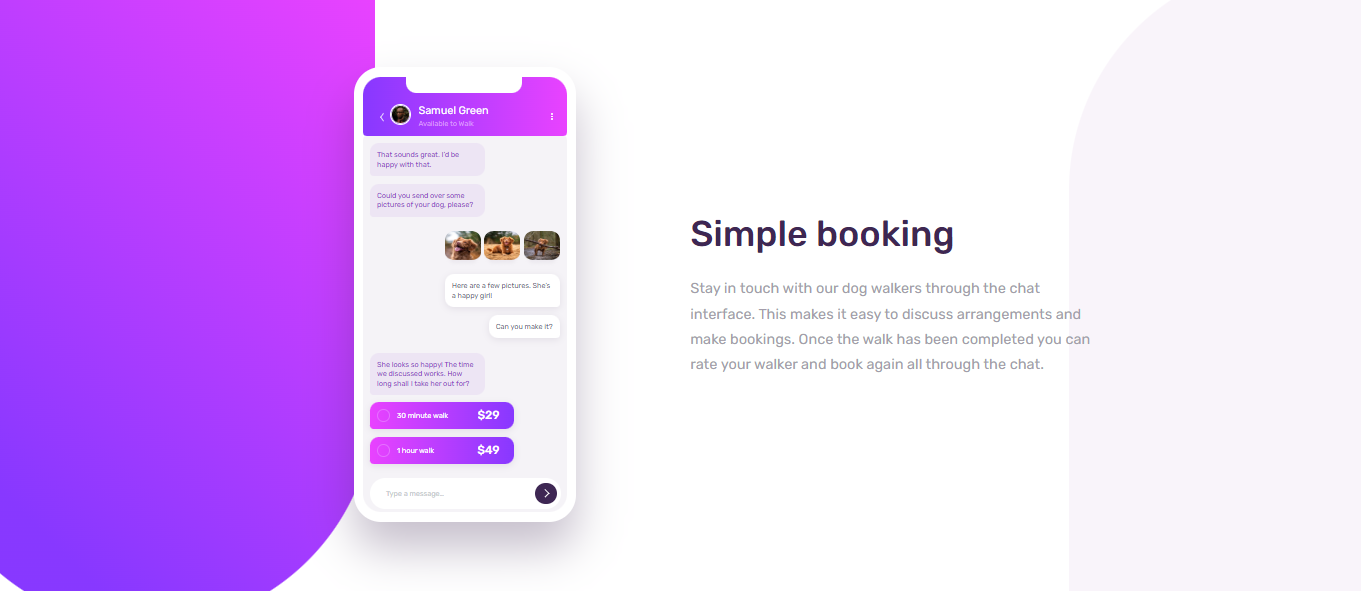 Samuel Green
Available to Walk
That sounds great. I'd be
happy with that.
Could you send over some
pictures of your dog, please?
Here are a few pictures. She's
a happy girl!
Can you make it?
She looks so happy! The time
we discussed works. How
long shall I take her out for?
30 minute walk $29
1 hour walk $49
Type a message…
Simple booking
Stay in touch with our dog walkers through the chat
interface. This makes it easy to discuss arrangements and
make bookings. Once the walk has been completed you can
rate your walker and book again all through the chat.